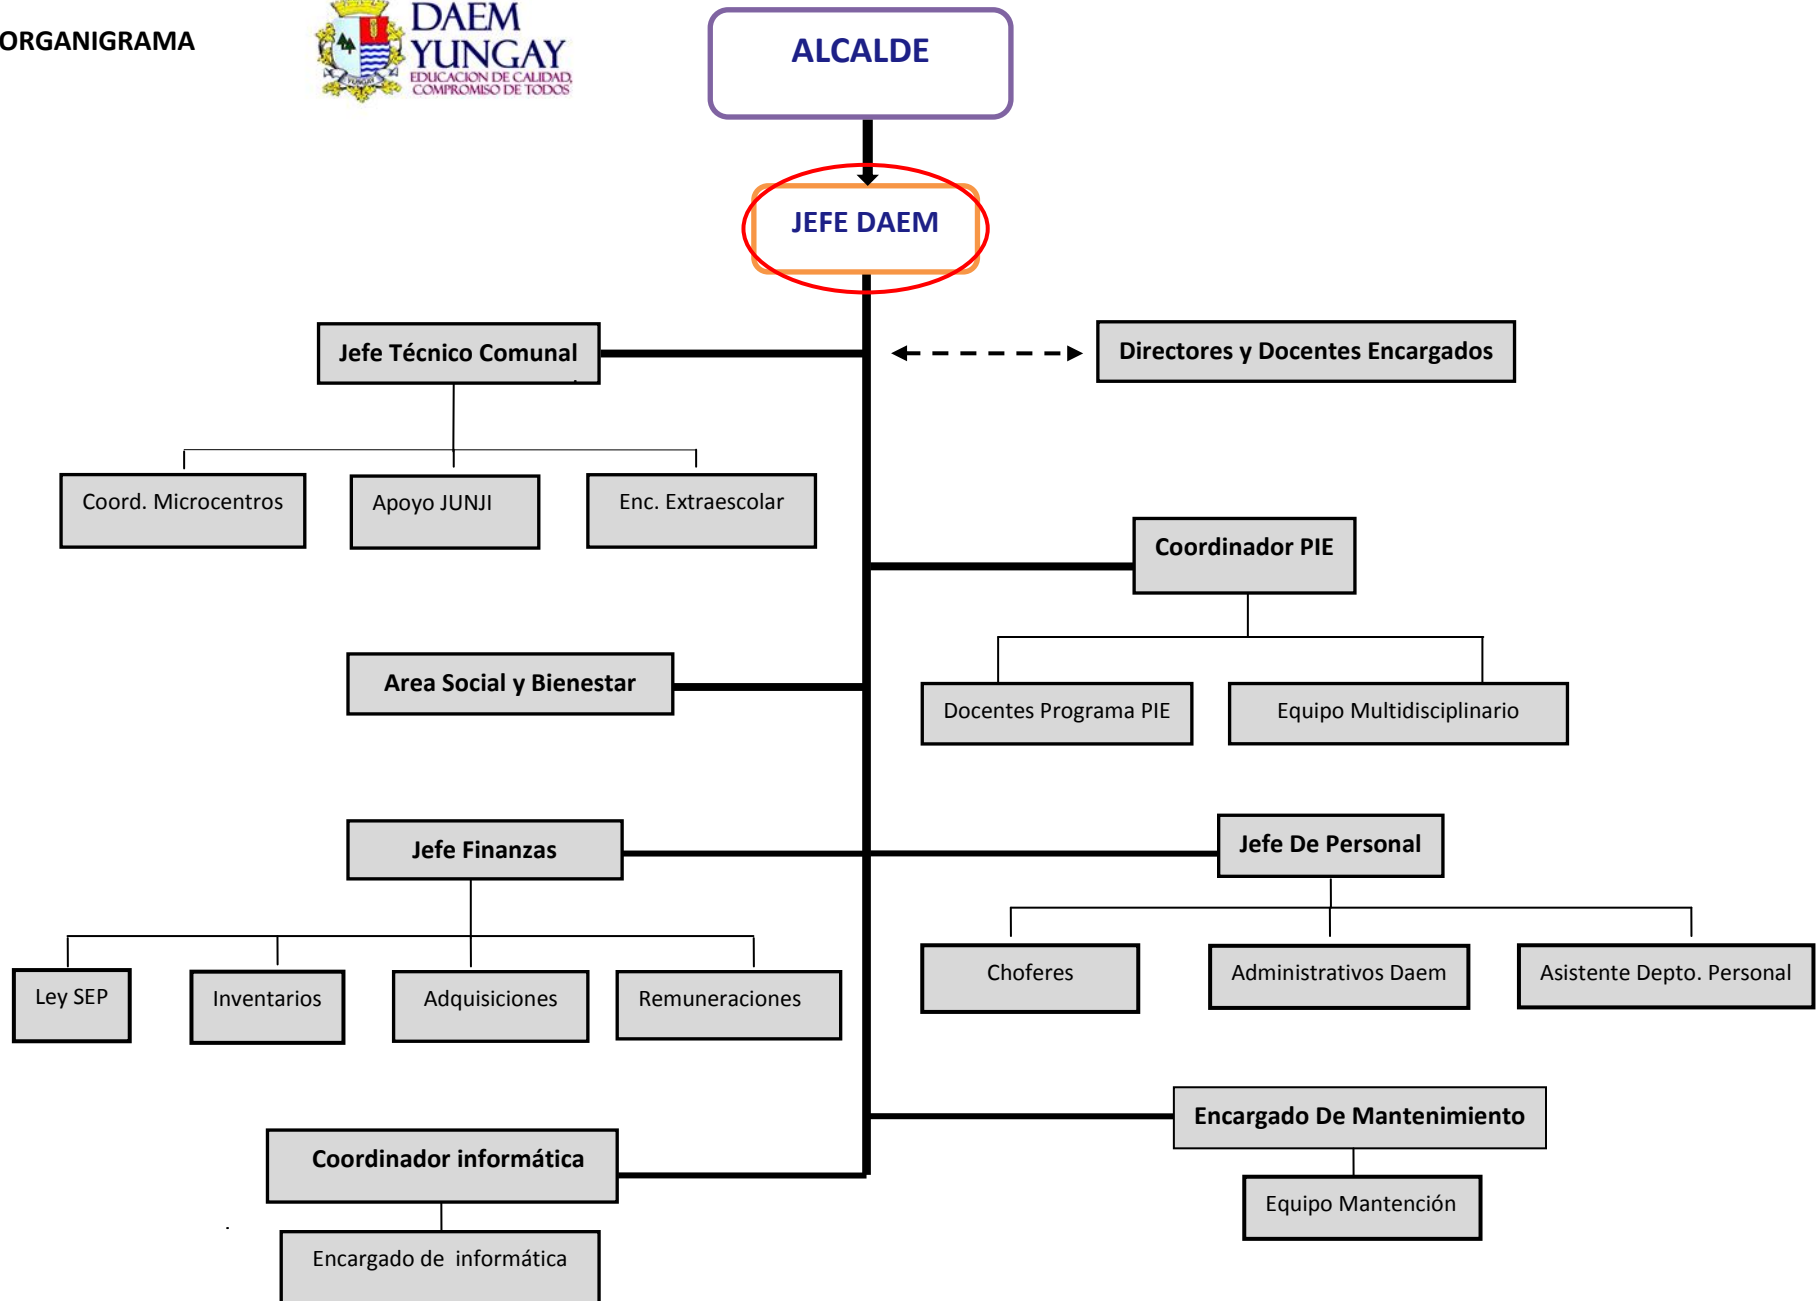 ORGANIGRAMA
DAEM
YUNGAY
EDUCACION DE CALIDAD,
COMPROMISO DE TODOS
YUNGAY
ALCALDE
JEFE DAEM
Jefe Técnico Comunal
Directores y Docentes Encargados
Coord. Microcentros
Apoyo JUNJI
Enc. Extraescolar
Coordinador PIE
Area Social y Bienestar
Docentes Programa PIE
Equipo Multidisciplinario
Jefe Finanzas
Jefe De Personal
Ley SEP
Inventarios
Adquisiciones
Remuneraciones
Choferes
Administrativos Daem
Asistente Depto. Personal
Encargado De Mantenimiento
Coordinador informática
Equipo Mantención
Encargado de  informática